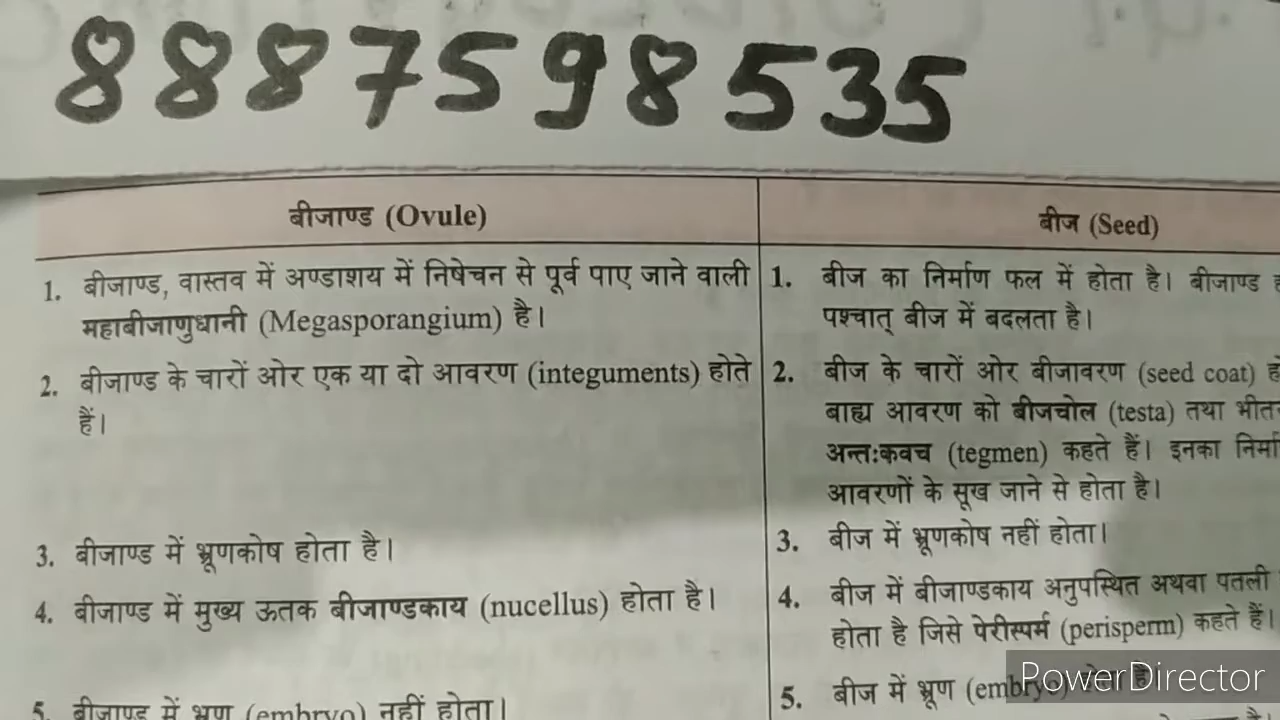 8887598535
बीजाण्ड (Ovule)
बीज (Seed)
1. बीजाण्ड, वास्तव में अण्डाशय में निषेचन से पूर्व पाए जाने वाली
महाबीजाणुधानी (Megasporangium) है।
2. बीजाण्ड के चारों ओर एक या दो आवरण (integuments) होते
हैं।
3. बीजाण्ड में भ्रूणकोष होता है।
4. बीजाण्ड में मुख्य ऊतक बीजाण्डकाय (nucellus) होता है।
5. बीजाण्ड में भ्रूण (embryo) नहीं होता।
1. बीज का निर्माण फल में होता है। बीजाण्ड
पश्चात् बीज में बदलता है।
2. बीज के चारों ओर बीजावरण (seed coat)
बाह्य आवरण को बीजचोल (testa) तथा
अन्तःकवच (tegmen) कहते हैं। इनका
आवरणों के सूख जाने से होता है।
3. बीज में भ्रूणकोष नहीं होता।
4. बीज में बीजाण्डकाय अनुपस्थित अथवा पतली
होता है जिसे पेरीस्पर्म (perisperm) कहते हैं।
5. बीज में भ्रूण (embryo) होता है
PowerDirector